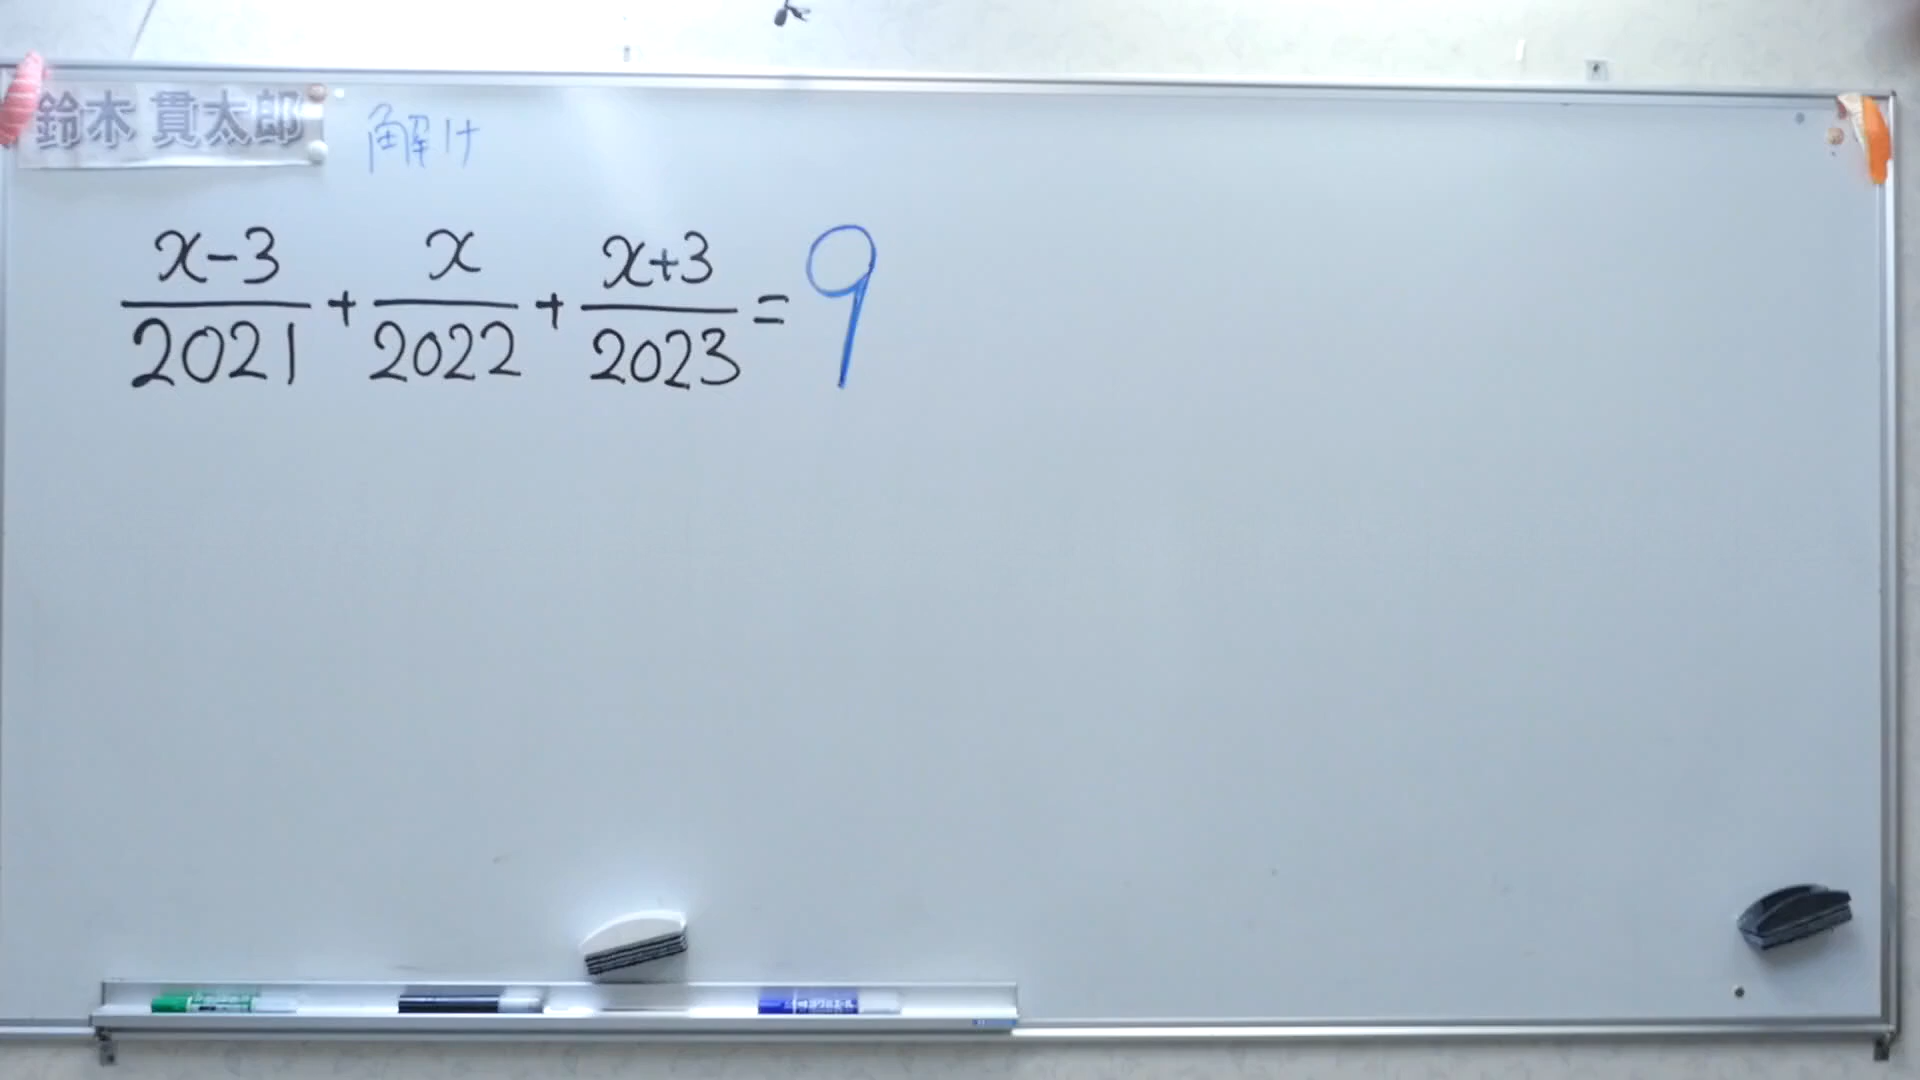 鈴木 貫太郎
解け
x-3/2021 + x/2022 + x+3/2023 = 9